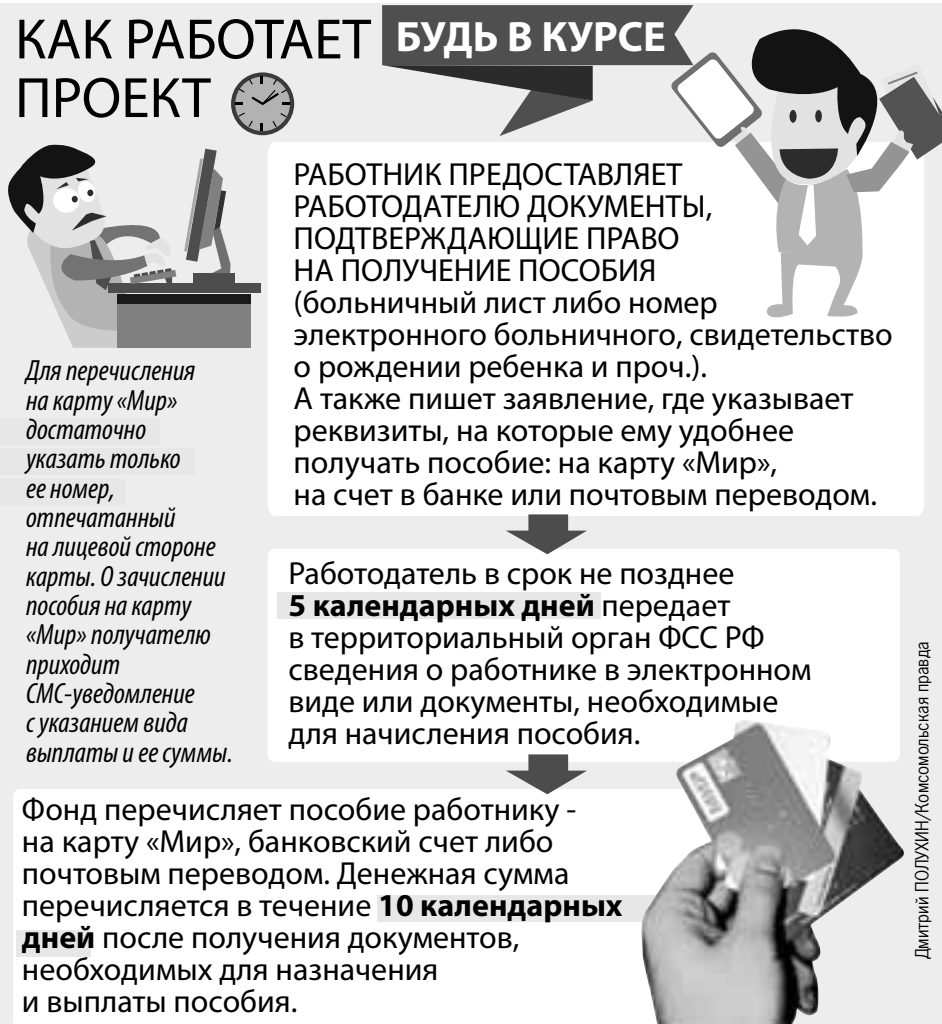 КАК РАБОТАЕТ
ПРОЕКТ
БУДЬ В КУРСЕ
РАБОТНИК ПРЕДОСТАВЛЯЕТ
РАБОТОДАТЕЛЮ ДОКУМЕНТЫ,
ПОДТВЕРЖДАЮЩИЕ ПРАВО
НА ПОЛУЧЕНИЕ ПОСОБИЯ
(больничный лист либо номер
электронного больничного, свидетельство
о рождении ребенка и проч.).
А также пишет заявление, где указывает
реквизиты, на которые ему удобнее
получать пособие: на карту «Мир»,
на счет в банке или почтовым переводом.
Для перечисления
на карту «Мир»
достаточно
указать только
ее номер,
отпечатанный
на лицевой стороне
карты. О зачислении
пособия на карту
«Мир» получателю
приходит
СМС-уведомление
с указанием вида
выплаты и ее суммы.
Работодатель в срок не позднее
5 календарных дней передает
в территориальный орган ФСС РФ
сведения о работнике в электронном
виде или документы, необходимые
для начисления пособия.
Фонд перечисляет пособие работнику -
на карту «Мир», банковский счет либо
почтовым переводом. Денежная сумма
перечисляется в течение 10 календарных
дней после получения документов,
необходимых для назначения
и выплаты пособия.
МИР
Дмитрий ПОЛУХИН/Комсомольская правда